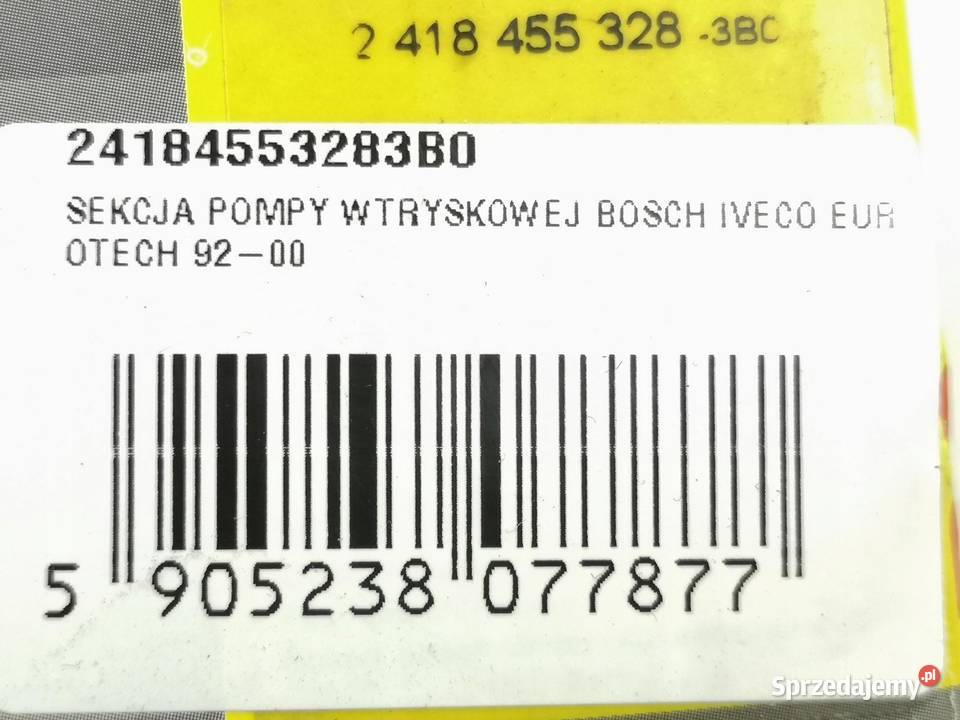 2 418 455 328 -3BC
24184553283B0
SEKCJA POMPY WTRYSKOWEJ BOSCH IVECO EUR
OTECH 92-00
5 905238 077877
Sprzedajemy.pl